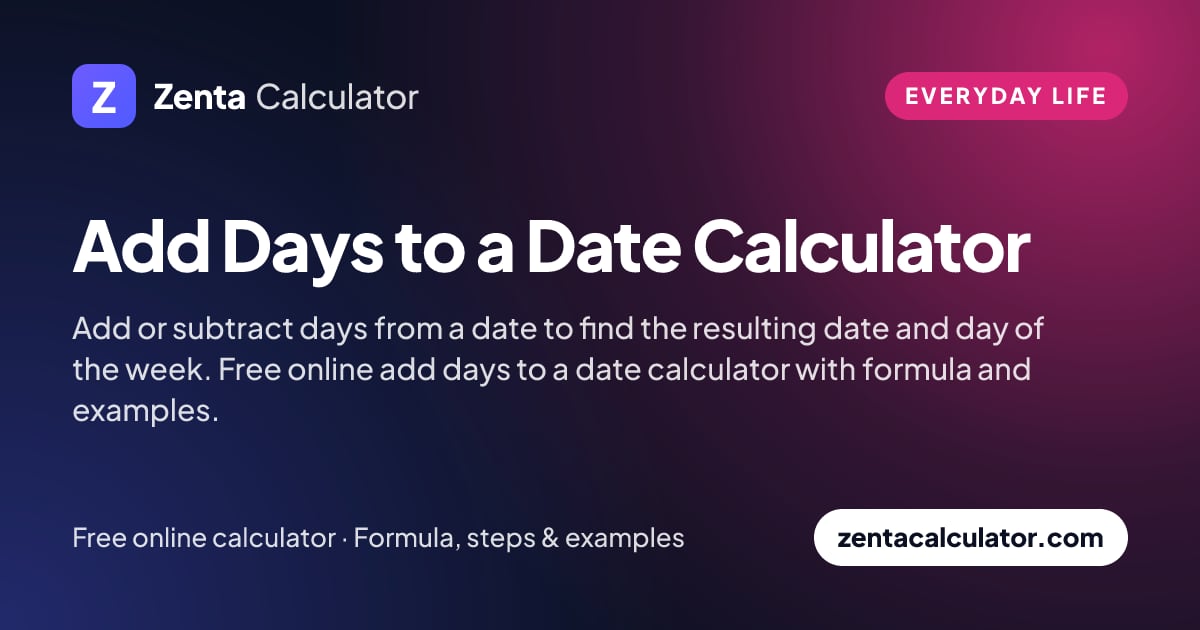 Z Zenta Calculator
EVERYDAY LIFE
Add Days to a Date Calculator
Add or subtract days from a date to find the resulting date and day of
the week. Free online add days to a date calculator with formula and
examples.
Free online calculator · Formula, steps & examples
zentacalculator.com